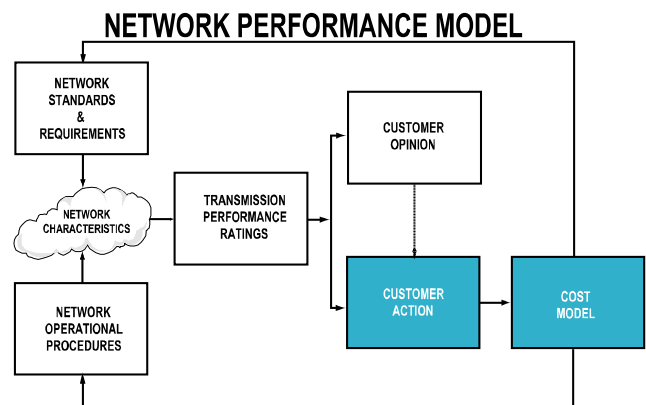 NETWORK PERFORMANCE MODEL
NETWORK
STANDARDS
&
REQUIREMENTS
CUSTOMER
OPINION
NETWORK
CHARACTERISTICS
TRANSMISSION
PERFORMANCE
RATINGS
NETWORK
OPERATIONAL
PROCEDURES
CUSTOMER
ACTION
COST
MODEL